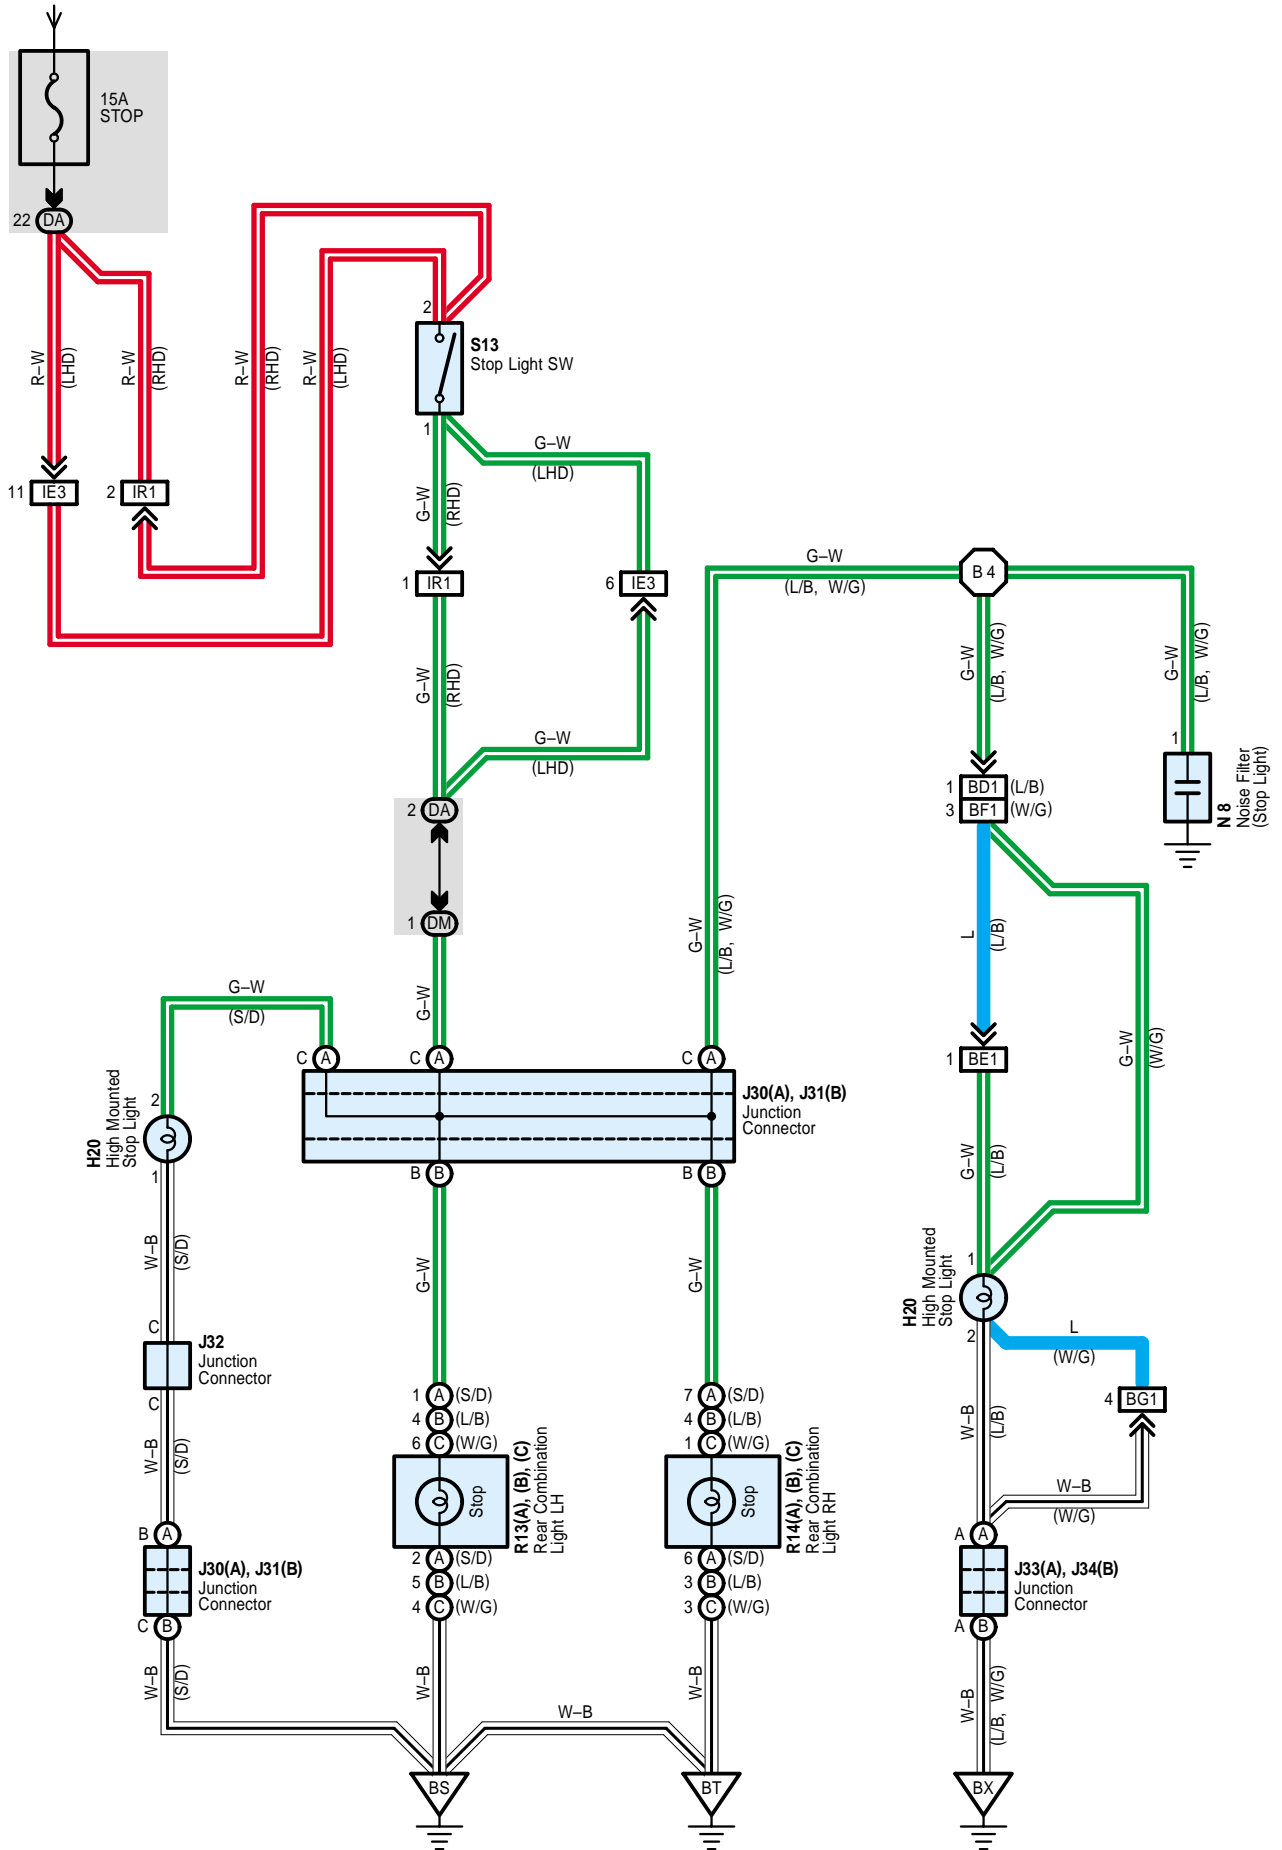 15A
STOP
22 DA
R–W
(LHD)
R–W
(RHD)
R–W
(RHD)
R–W
(LHD)
2
S13
Stop Light SW
1
G–W
(LHD)
11 IE3
2 IR1
G–W
(RHD)
1 IR1
6 IE3
G–W
(L/B, W/G)
B 4
G–W
(RHD)
G–W
(L/B, W/G)
G–W
(L/B, W/G)
G–W
(LHD)
1
N 8
Noise Filter
(Stop Light)
1 BD1 (L/B)
3 BF1 (W/G)
2 DA
1 DM
G–W
(L/B, W/G)
L
(L/B)
G–W
(S/D)
G–W
G–W
(W/G)
C A
C A
C A
1 BE1
J30(A), J31(B)
Junction
Connector
2
H20
High Mounted
Stop Light
1
B B
B B
G–W
(L/B)
W–B
(S/D)
G–W
G–W
1
H20
High Mounted
Stop Light
2
L
(W/G)
C
J32
Junction
Connector
C
4 BG1
1 A (S/D)
4 B (L/B)
6 C (W/G)
7 A (S/D)
4 B (L/B)
1 C (W/G)
W–B
(S/D)
W–B
(L/B)
Stop
R13(A), (B), (C)
Rear Combination
Light LH
Stop
R14(A), (B), (C)
Rear Combination
Light RH
W–B
(W/G)
B A
A A
2 A (S/D)
5 B (L/B)
4 C (W/G)
6 A (S/D)
3 B (L/B)
3 C (W/G)
J30(A), J31(B)
Junction
Connector
J33(A), J34(B)
Junction
Connector
C B
A B
W–B
(S/D)
W–B
W–B
W–B
W–B
(L/B, W/G)
BS
BT
BX